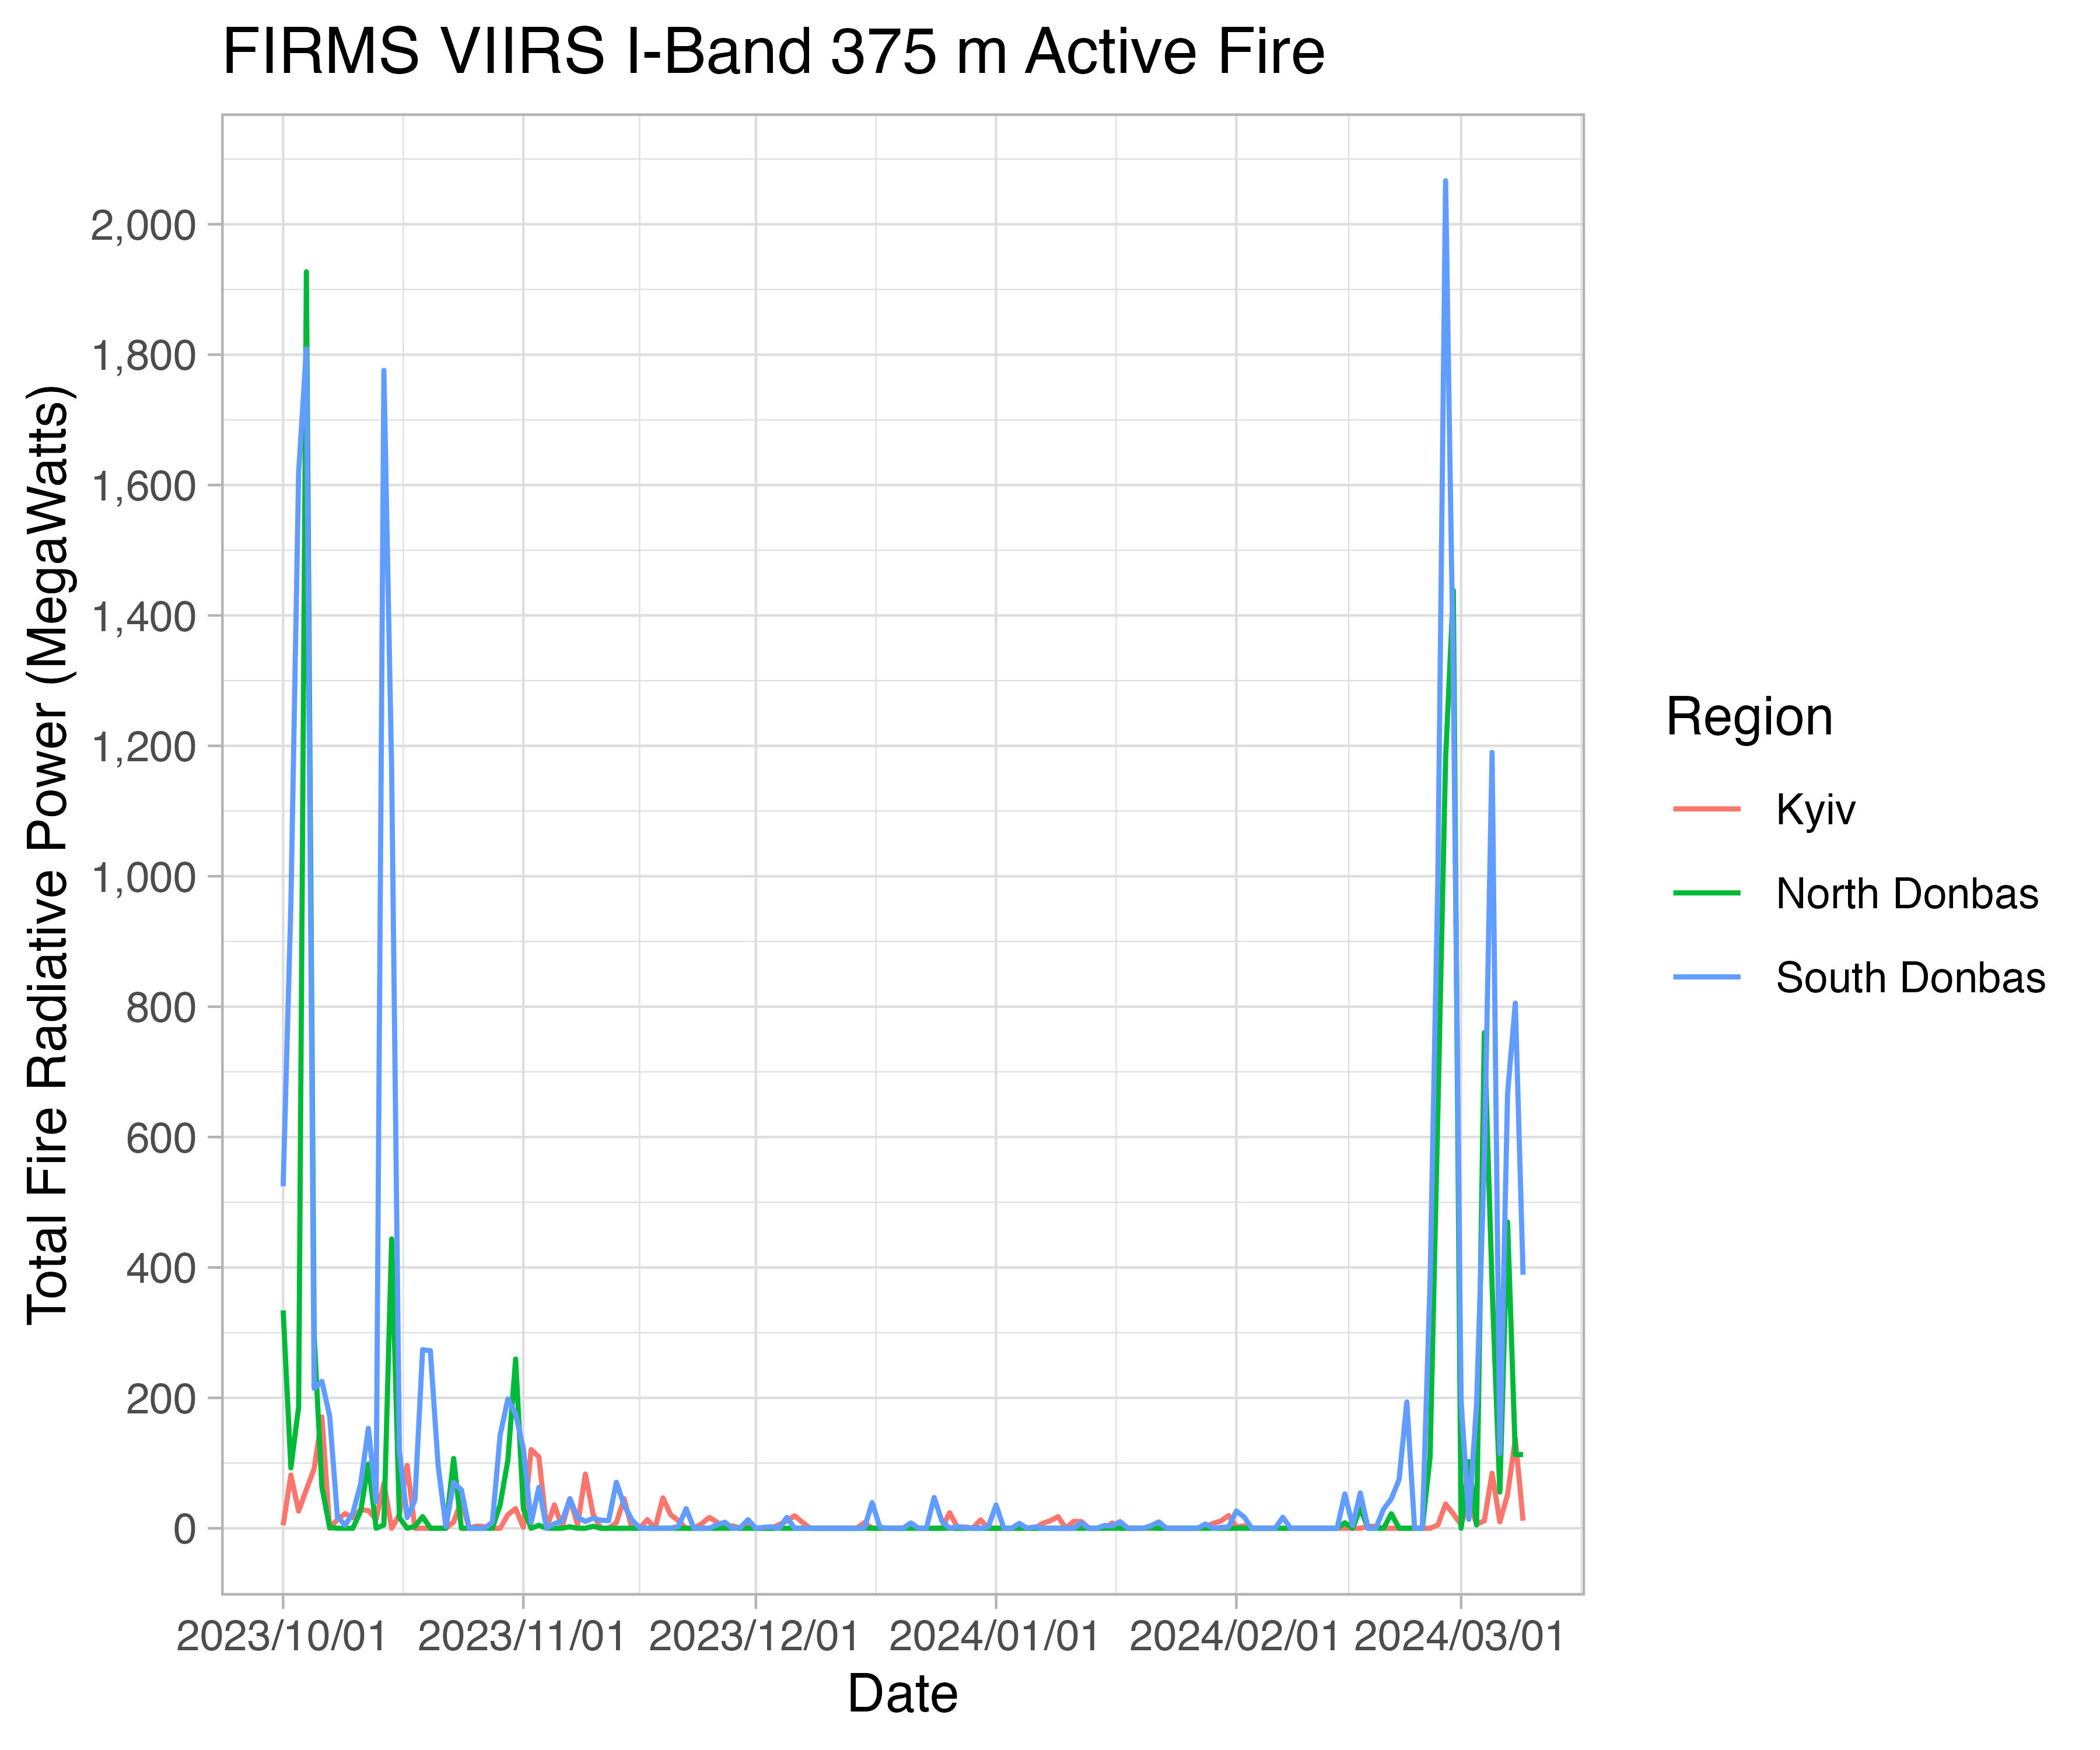 FIRMS VIIRS I-Band 375 m Active Fire
Total Fire Radiative Power (MegaWatts)
2,000
1,800
1,600
1,400
1,200
1,000
800
600
400
200
0
2023/10/01 2023/11/01 2023/12/01 2024/01/01 2024/02/01 2024/03/01
Date
Region
Kyiv
North Donbas
South Donbas